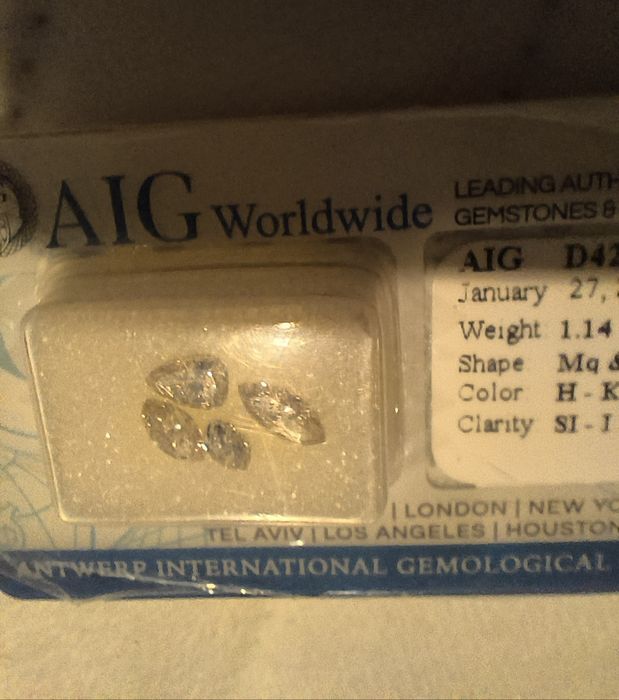 AIG Worldwide
LEADING AUTH
GEMSTONES &
AIG D42
January 27,
Weight 1.14
Shape Mq &
Color H - K
Clarity SI - I
| LONDON | NEW YO
TEL AVIV | LOS ANGELES | HOUSTON
ANTWERP INTERNATIONAL GEMOLOGICAL